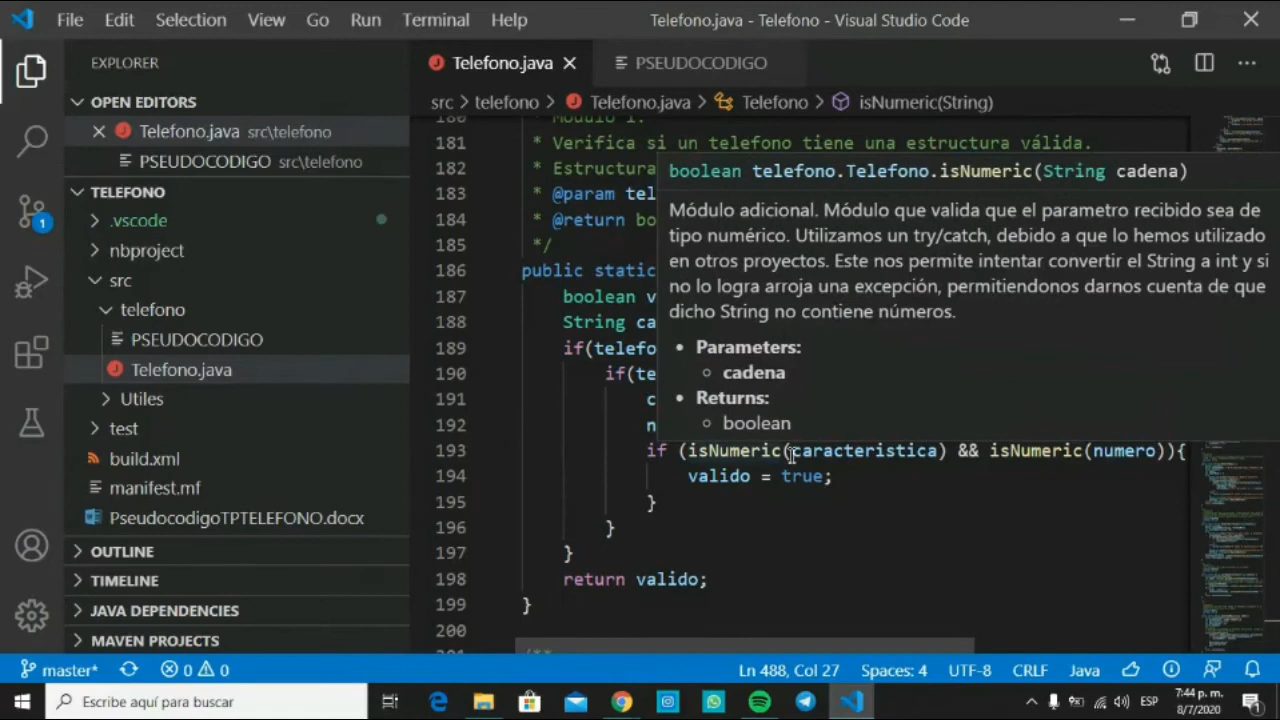 File Edit Selection View Go Run Terminal Help Telefono.java - Telefono - Visual Studio Code
EXPLORER
OPEN EDITORS
Telefono.java src\telefono
PSEUDOCODIGO src\telefono
TELEFONO
.vscode
nbproject
src
telefono
PSEUDOCODIGO
Telefono.java
Utiles
test
build.xml
manifest.mf
PseudocodigoTPTELEFONO.docx
OUTLINE
TIMELINE
JAVA DEPENDENCIES
MAVEN PROJECTS
1
Telefono.java PSEUDOCODIGO
src > telefono > Telefono.java > Telefono > isNumeric(String)
180 * Modulo 1.
181 * Verifica si un telefono tiene una estructura válida.
182 * Estructura
183 * @param tel
184 * @return bo
185 */
186 public static
187 boolean v
188 String ca
189 if(telefo
190 if(te
191 c
192 n
193 if (isNumeric(caracteristica) && isNumeric(numero)){
194 valido = true;
195 }
196 }
197 }
198 return valido;
199 }
200
201 /**
boolean telefono.Telefono.isNumeric(String cadena)
Módulo adicional. Módulo que valida que el parametro recibido sea de
tipo numérico. Utilizamos un try/catch, debido a que lo hemos utilizado
en otros proyectos. Este nos permite intentar convertir el String a int y si
no lo logra arroja una excepción, permitiendonos darnos cuenta de que
dicho String no contiene números.
• Parameters:
○ cadena
• Returns:
○ boolean
master* 0 0 Ln 488, Col 27 Spaces: 4 UTF-8 CRLF Java
Escribe aquí para buscar ESP 7:44 p. m.
8/7/2020 1